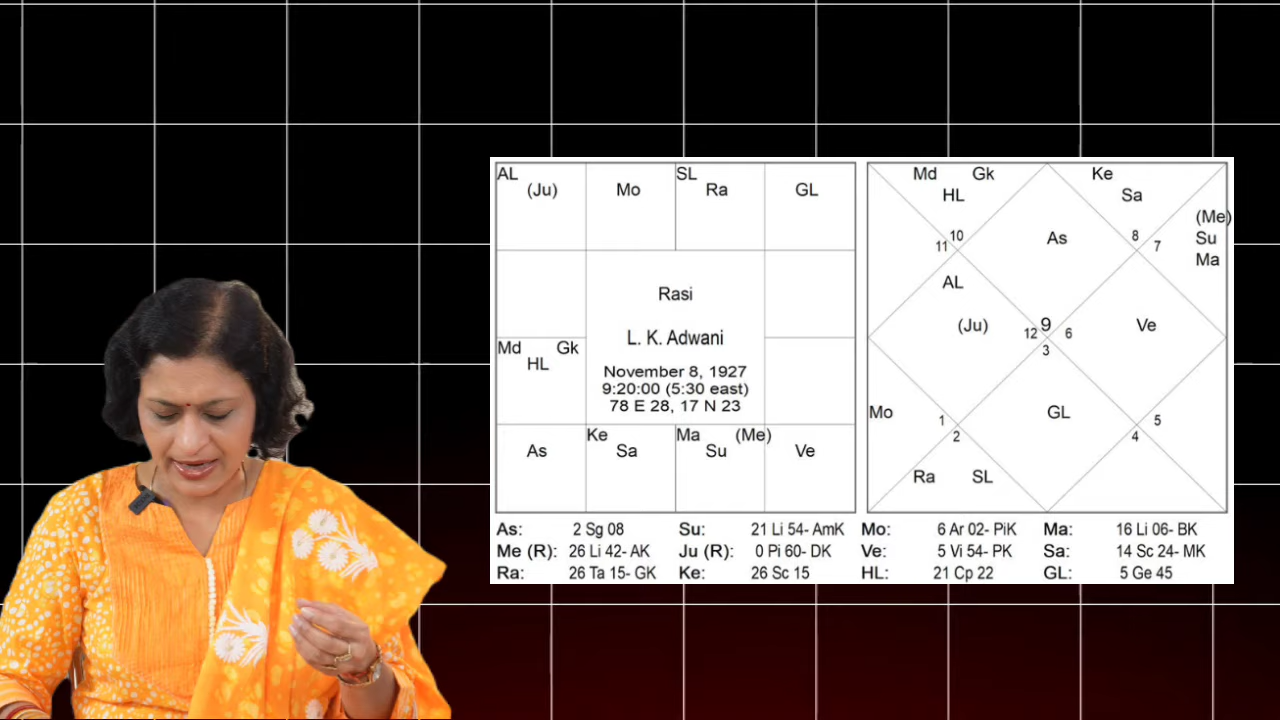 AL
(Ju)
Mo
SL
Ra
GL
Rasi
L. K. Adwani
November 8, 1927
9:20:00 (5:30 east)
78 E 28, 17 N 23
Md Gk
HL
As
Ke
Sa
Ma (Me)
Su
Ve
Md Gk
HL
Ke
Sa
(Me)
Su
Ma
As
10
11
8
7
AL
(Ju)
12
9
6
3
Ve
Mo
1
2
GL
5
4
Ra SL
As: 2 Sg 08 Su: 21 Li 54- AmK Mo: 6 Ar 02- PiK Ma: 16 Li 06- BK
Me (R): 26 Li 42- AK Ju (R): 0 Pi 60- DK Ve: 5 Vi 54- PK Sa: 14 Sc 24- MK
Ra: 26 Ta 15- GK Ke: 26 Sc 15 HL: 21 Cp 22 GL: 5 Ge 45